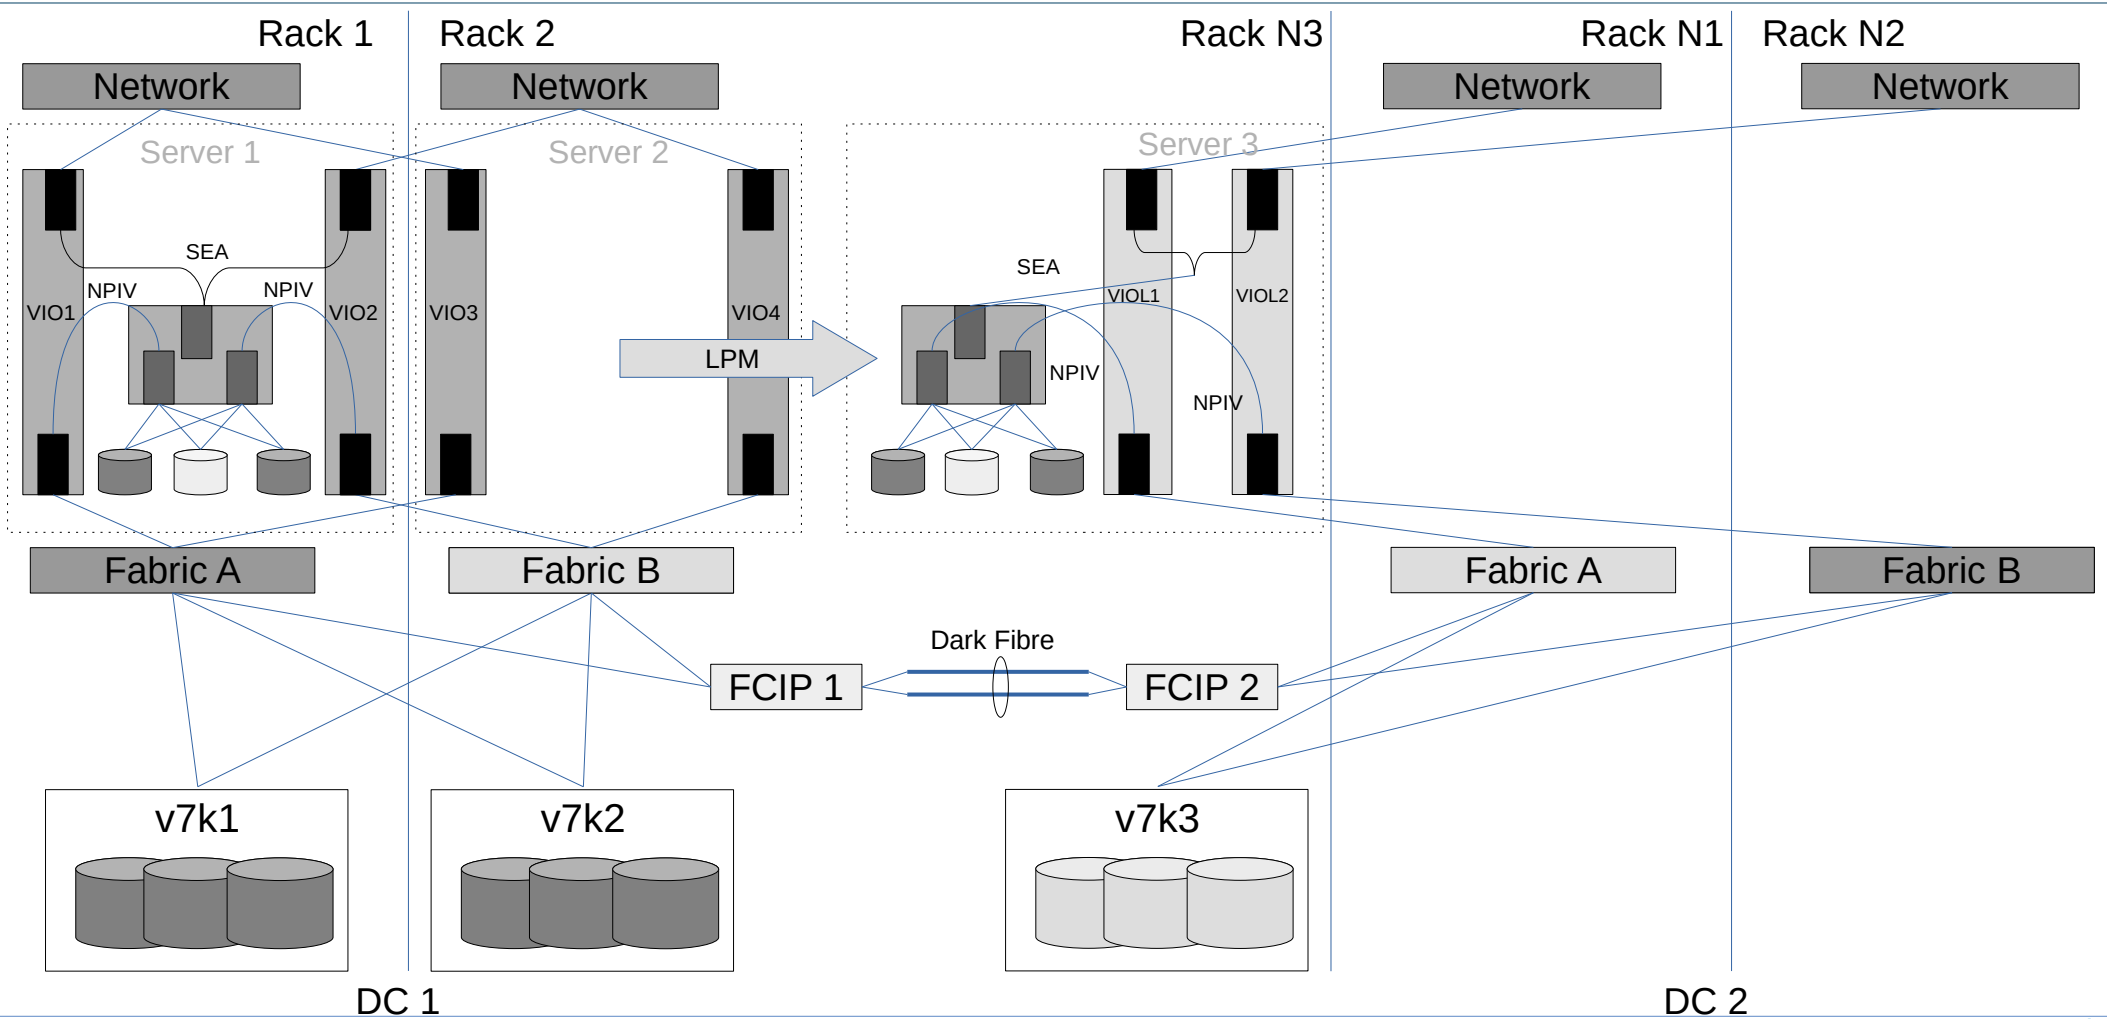 Rack 1
Rack 2
Rack N3
Rack N1
Rack N2
Network
Network
Network
Network
Server 1
Server 2
Server 3
SEA
NPIV
NPIV
VIO1
VIO2
VIO3
VIO4
LPM
SEA
VIOL1
VIOL2
NPIV
NPIV
Fabric A
Fabric B
Fabric A
Fabric B
Dark Fibre
FCIP 1
FCIP 2
v7k1
v7k2
v7k3
DC 1
DC 2